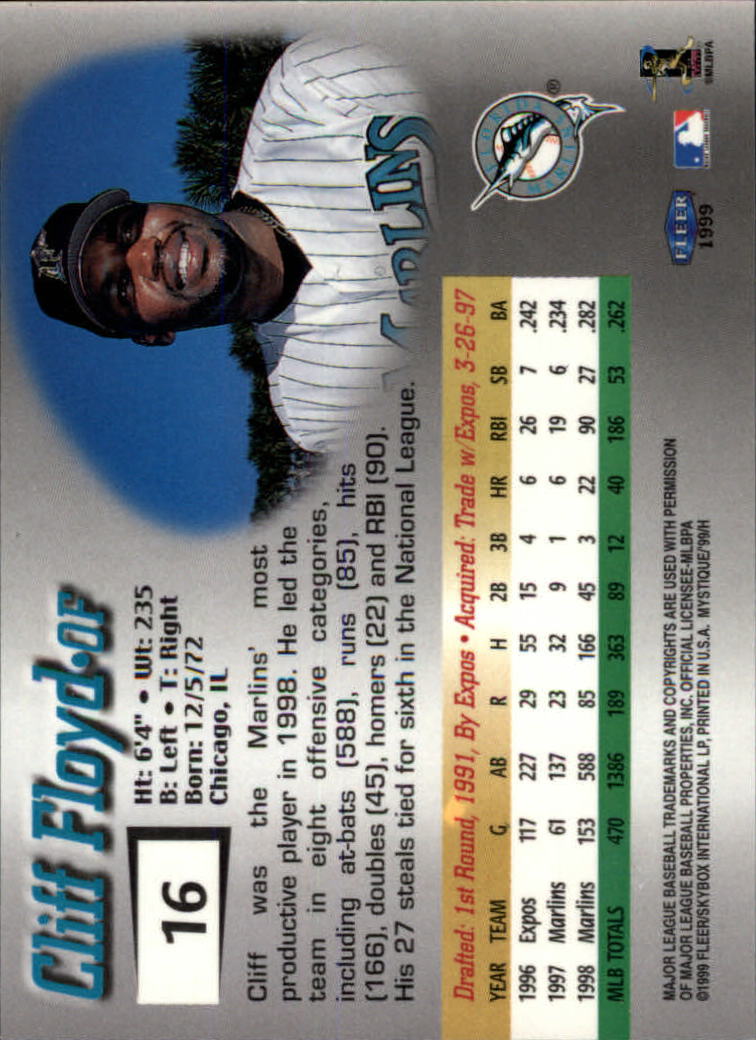 Cliff Floyd•OF
16
Ht: 6'4" • Wt: 235
B: Left • T: Right
Born: 12/5/72
Chicago, IL
Cliff was the Marlins' most
productive player in 1998. He led the
team in eight offensive categories,
including at-bats (588), runs (85), hits
(166), doubles (45), homers (22) and RBI (90).
His 27 steals tied for sixth in the National League.
MARLINS
Drafted: 1st Round, 1991, By Expos • Acquired: Trade w/Expos, 3-26-97
YEAR TEAM G AB R H 2B 3B HR RBI SB BA
1996 Expos 117 227 29 55 15 4 6 26 7 .242
1997 Marlins 61 137 23 32 9 1 6 19 6 .234
1998 Marlins 153 588 85 166 45 3 22 90 27 .282
MLB TOTALS 470 1386 189 363 89 12 40 186 53 .262
FLORIDA MARLINS
®
MAJOR LEAGUE BASEBALL TRADEMARKS AND COPYRIGHTS ARE USED WITH PERMISSION
OF MAJOR LEAGUE BASEBALL PROPERTIES, INC. OFFICIAL LICENSEE-MLBPA
©1999 FLEER/SKYBOX INTERNATIONAL LP, PRINTED IN U.S.A. MYSTIQUE/'99/H
FLEER
1999
©MLBPA